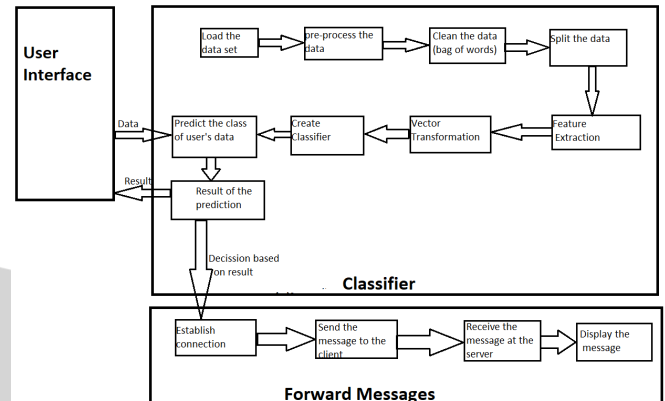 User
Interface
Load the
data set
pre-process the
data
Clean the data
(bag of words)
Split the data
Data
Predict the class
of user's data
Create
Classifier
Vector
Transformation
Feature
Extraction
Result
Result of the
prediction
Decission based
on result
Classifier
Establish
connection
Send the
message to the
client
Receive the
message at the
server
Display the
message
Forward Messages